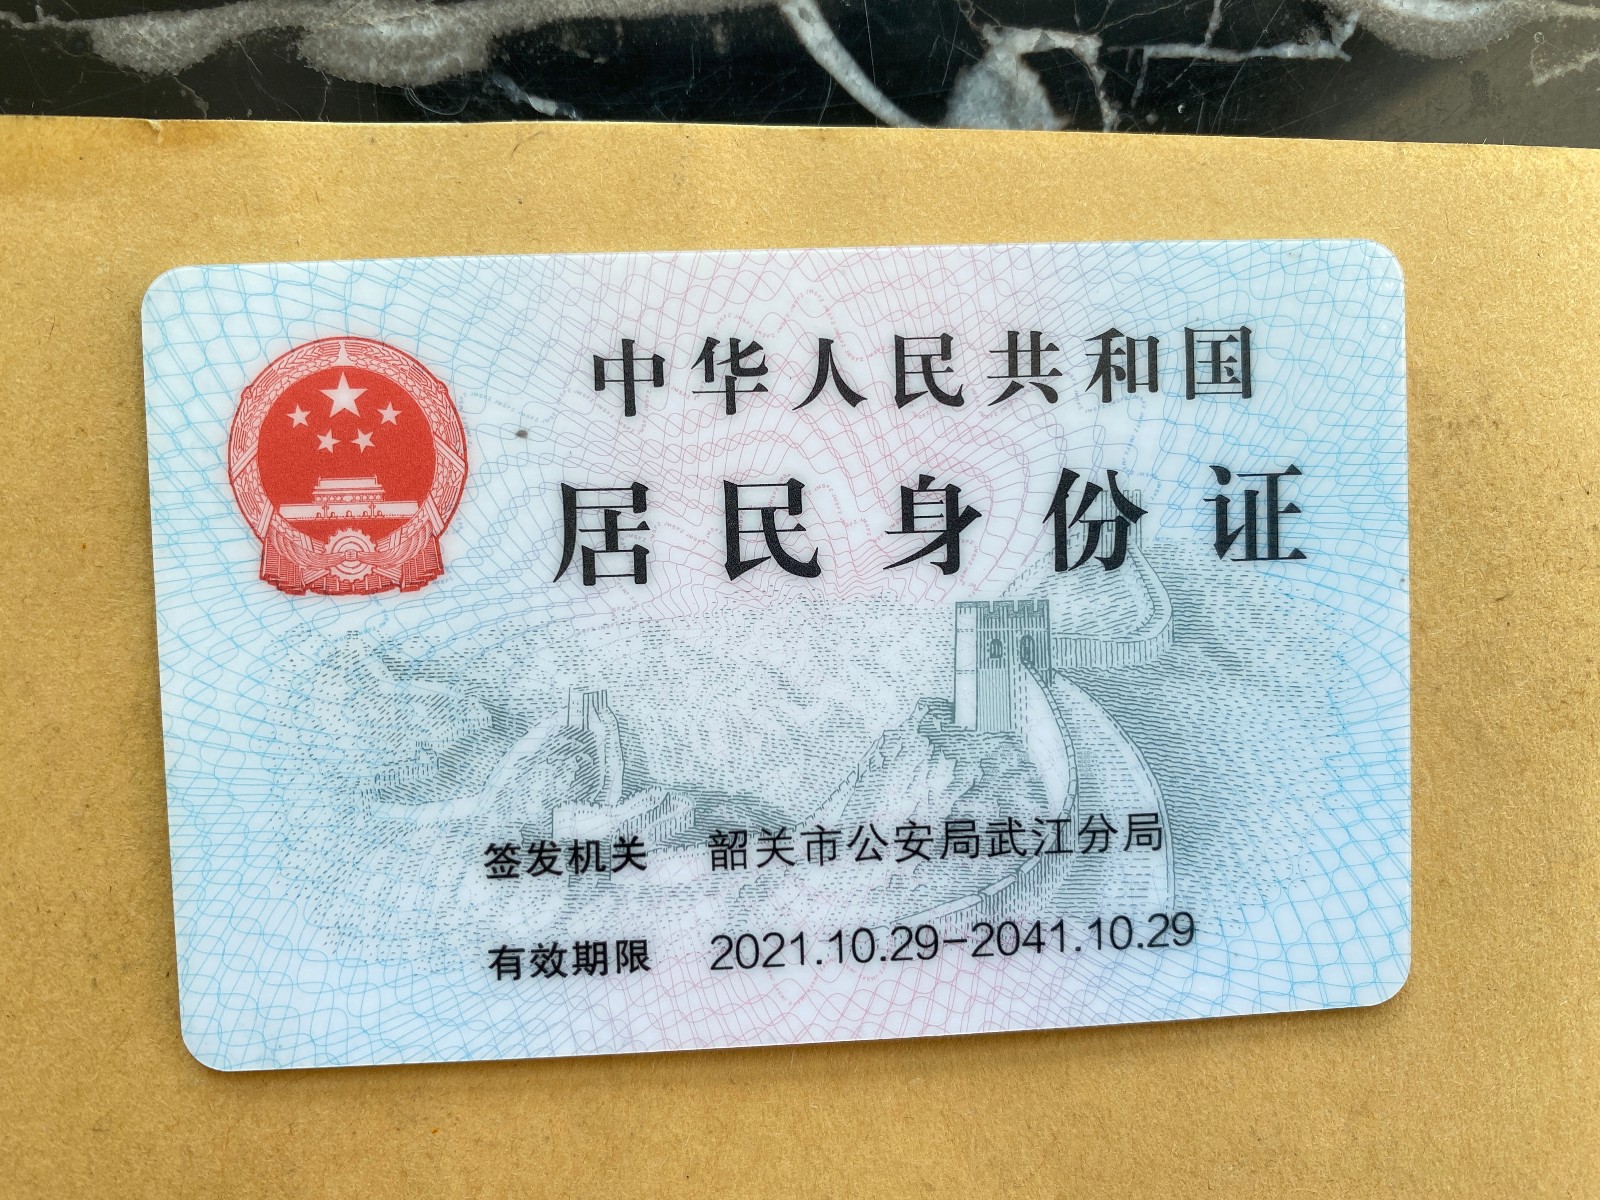 中华人民共和国
居民身份证
签发机关 韶关市公安局武江分局
有效期限 2021.10.29-2041.10.29